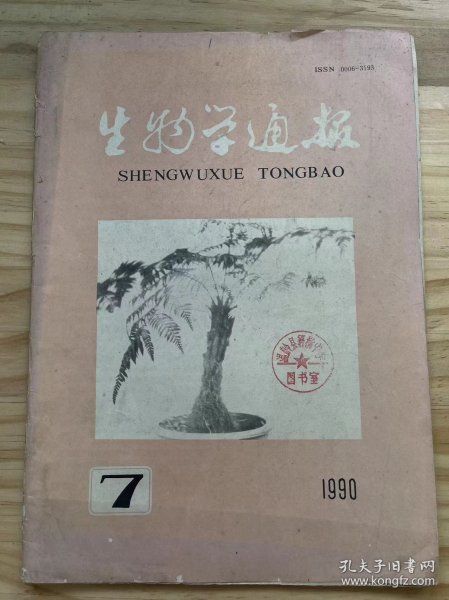 ISSN 0006-3193
生物学通报
SHENGWUXUE TONGBAO
图书室
7
1990
孔夫子旧书网
www.kongfz.com